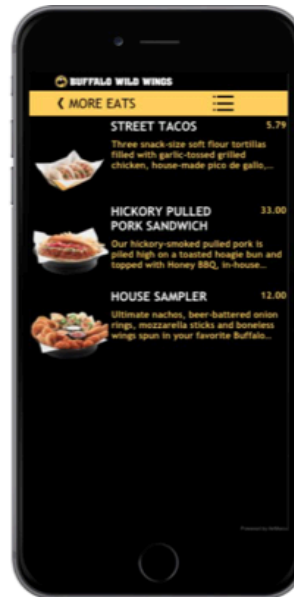 BUFFALO WILD WINGS
❮ MORE EATS
STREET TACOS 5.79
Three snack-size soft flour tortillas
filled with garlic-tossed grilled
chicken, house-made pico de gallo,...
HICKORY PULLED 33.00
PORK SANDWICH
Our hickory-smoked pulled pork is
piled high on a toasted hoagie bun and
topped with Honey BBQ, in-house...
HOUSE SAMPLER 12.00
Ultimate nachos, beer-battered onion
rings, mozzarella sticks and boneless
wings spun in your favorite Buffalo...
Powered by